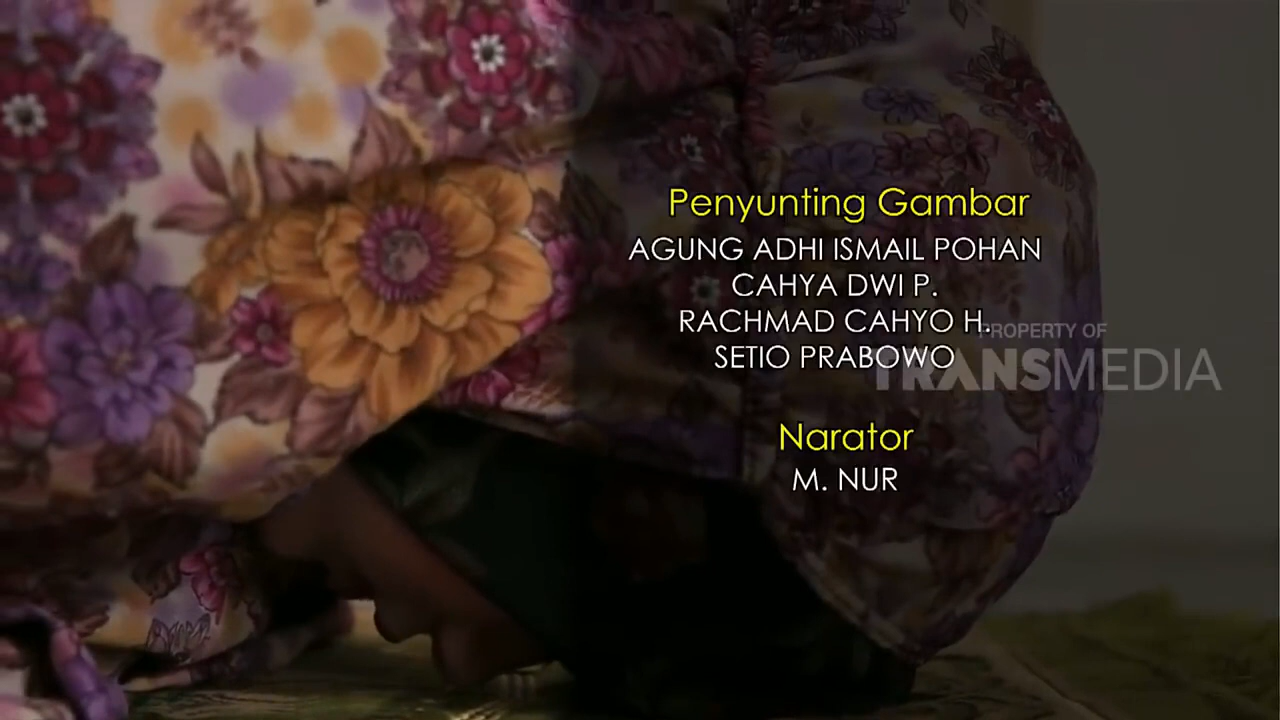 Penyunting Gambar
AGUNG ADHI ISMAIL POHAN
CAHYA DWI P.
RACHMAD CAHYO H.
SETIO PRABOWO
PROPERTY OF
TRANSMEDIA
Narator
M. NUR